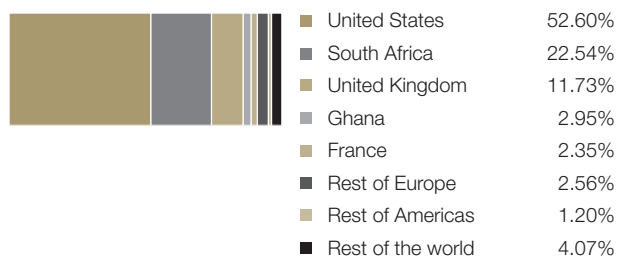 United States 52.60%
South Africa 22.54%
United Kingdom 11.73%
Ghana 2.95%
France 2.35%
Rest of Europe 2.56%
Rest of Americas 1.20%
Rest of the world 4.07%